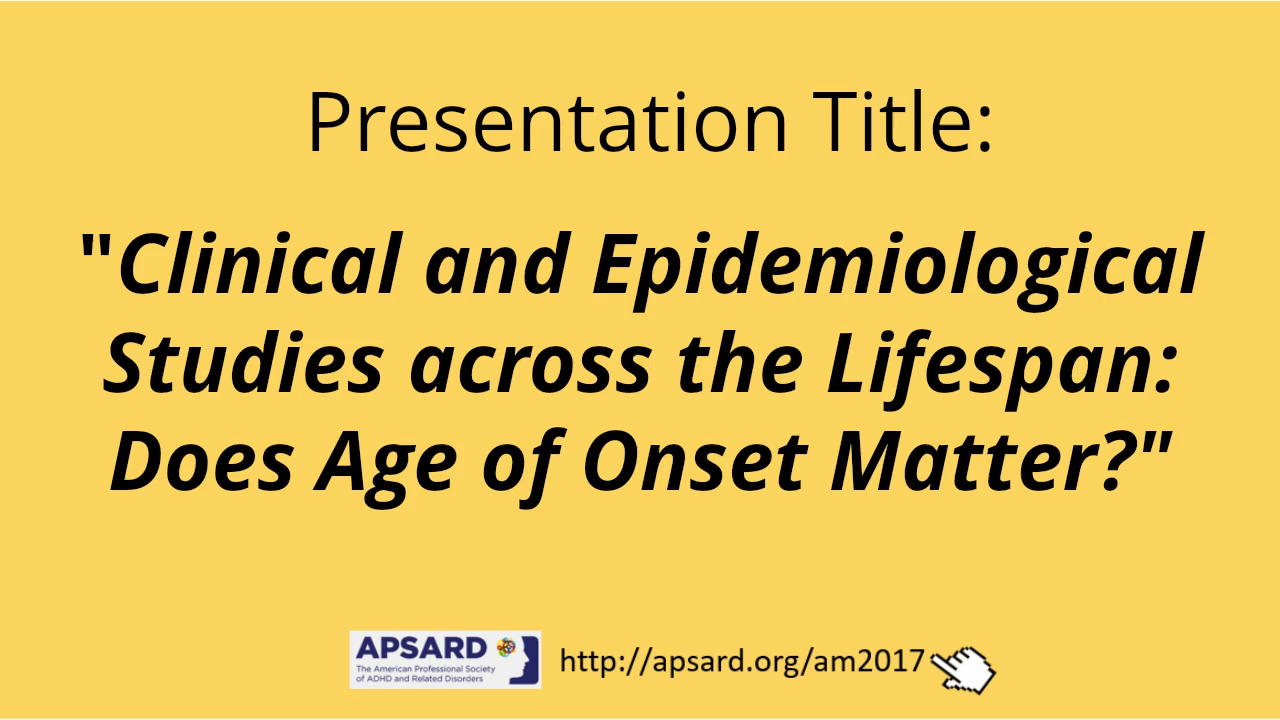 Presentation Title:
"Clinical and Epidemiological
Studies across the Lifespan:
Does Age of Onset Matter?"
APSARD
The American Professional Society
of ADHD and Related Disorders
http://apsard.org/am2017